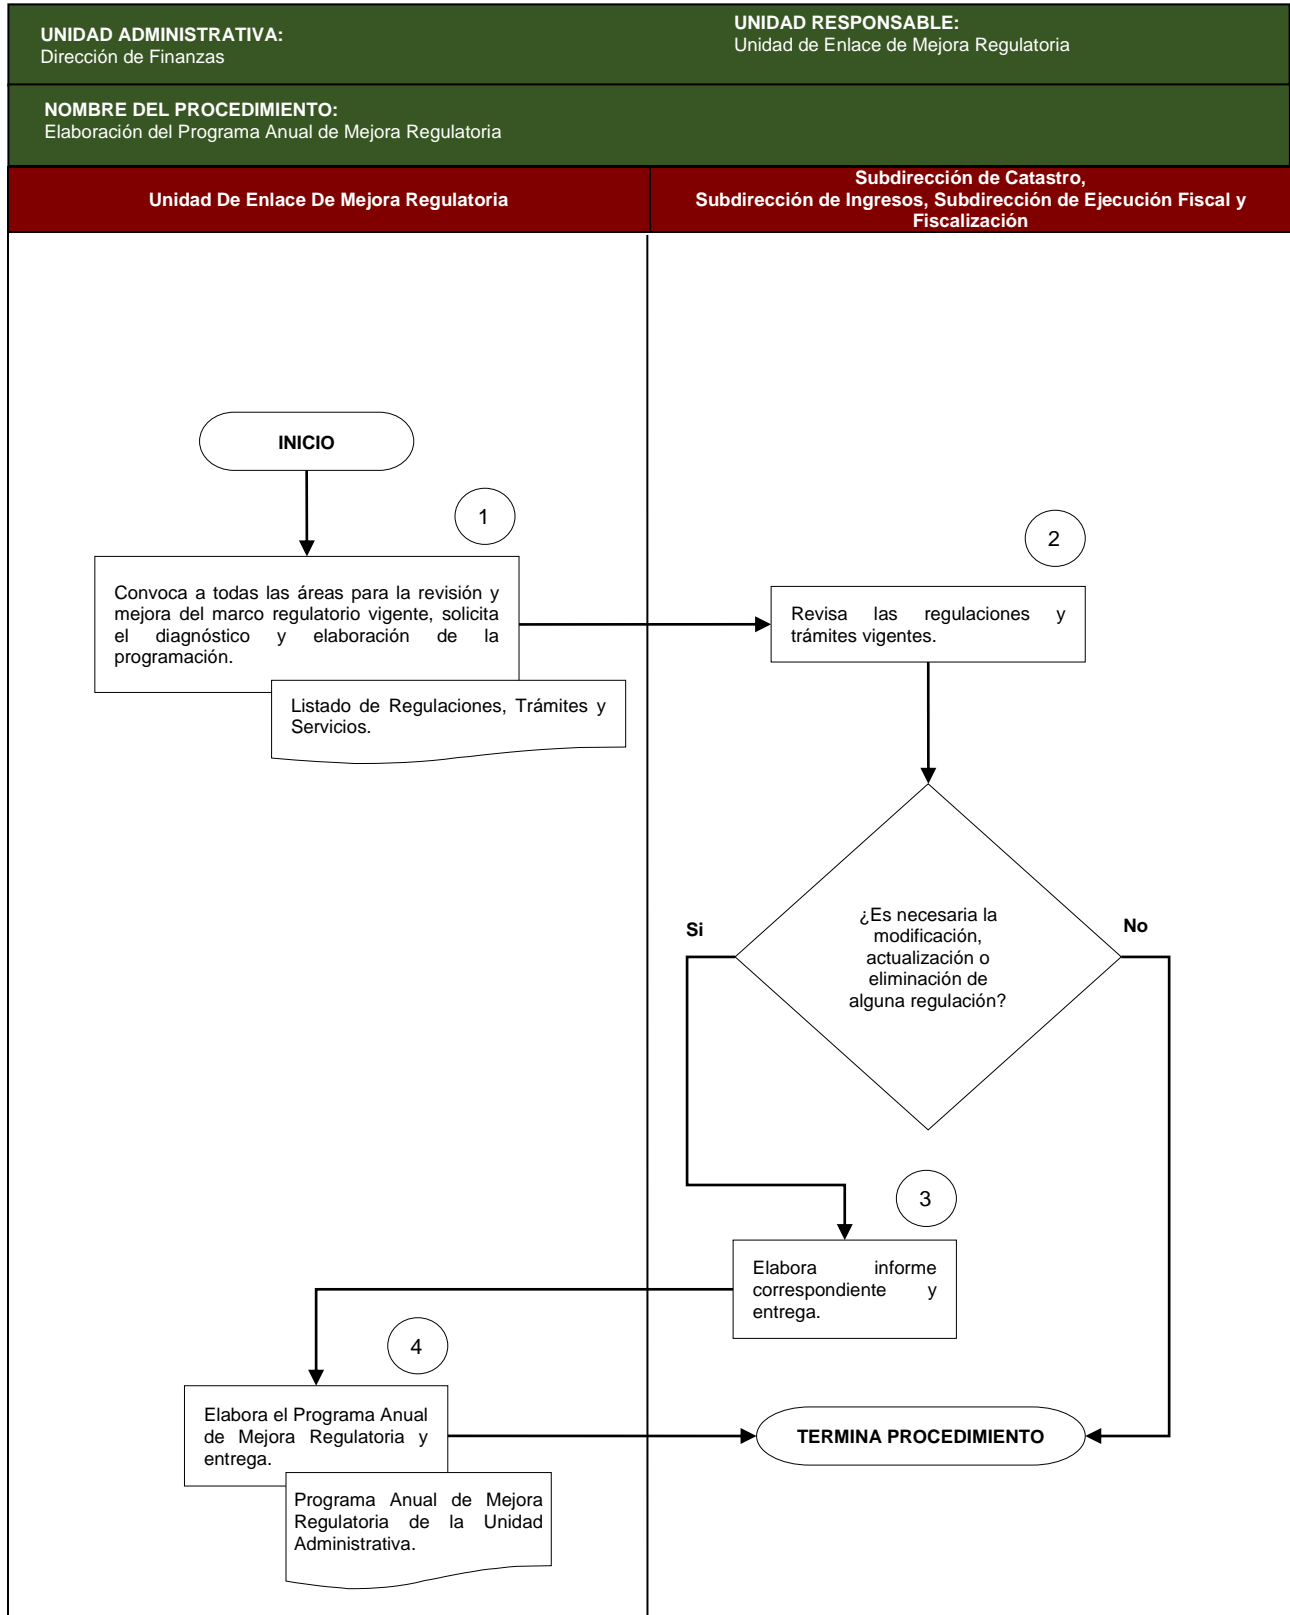 UNIDAD ADMINISTRATIVA:
Dirección de Finanzas
UNIDAD RESPONSABLE:
Unidad de Enlace de Mejora Regulatoria
NOMBRE DEL PROCEDIMIENTO:
Elaboración del Programa Anual de Mejora Regulatoria
Unidad De Enlace De Mejora Regulatoria
Subdirección de Catastro,
Subdirección de Ingresos, Subdirección de Ejecución Fiscal y
Fiscalización
INICIO
1
Convoca a todas las áreas para la revisión y
mejora del marco regulatorio vigente, solicita
el diagnóstico y elaboración de la
programación.
Listado de Regulaciones, Trámites y
Servicios.
2
Revisa las regulaciones y
trámites vigentes.
¿Es necesaria la
modificación,
actualización o
eliminación de
alguna regulación?
Si
No
3
Elabora informe
correspondiente y
entrega.
4
Elabora el Programa Anual
de Mejora Regulatoria y
entrega.
Programa Anual de Mejora
Regulatoria de la Unidad
Administrativa.
TERMINA PROCEDIMIENTO